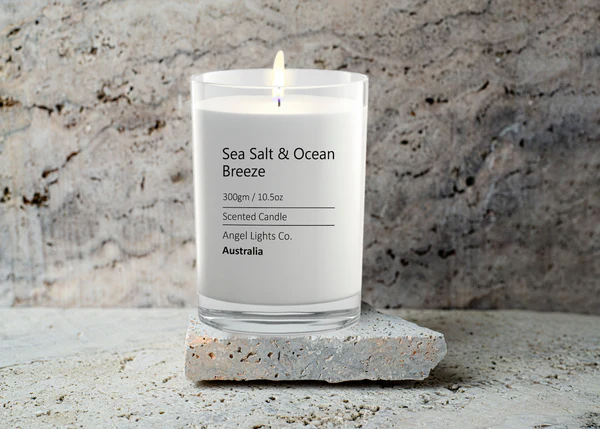 Sea Salt & Ocean
Breeze
300gm / 10.5oz
Scented Candle
Angel Lights Co.
Australia